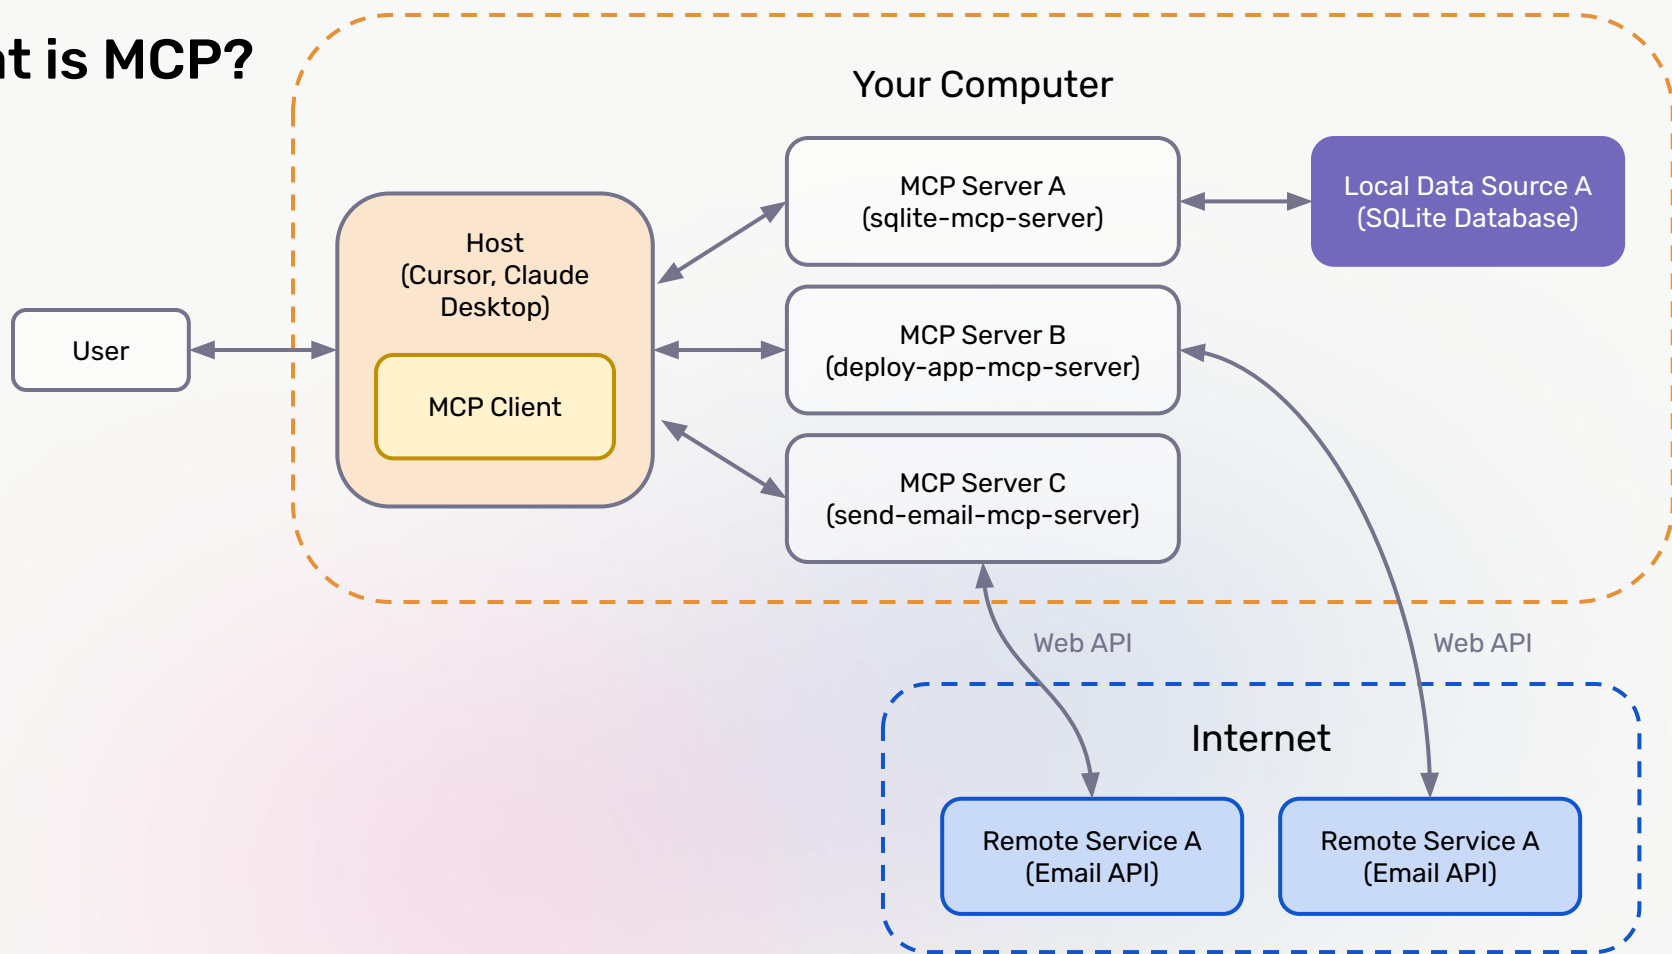 at is MCP?
Your Computer
MCP Server A
(sqlite-mcp-server)
Local Data Source A
(SQLite Database)
Host
(Cursor, Claude
Desktop)
MCP Client
User
MCP Server B
(deploy-app-mcp-server)
MCP Server C
(send-email-mcp-server)
Web API
Web API
Internet
Remote Service A
(Email API)
Remote Service A
(Email API)